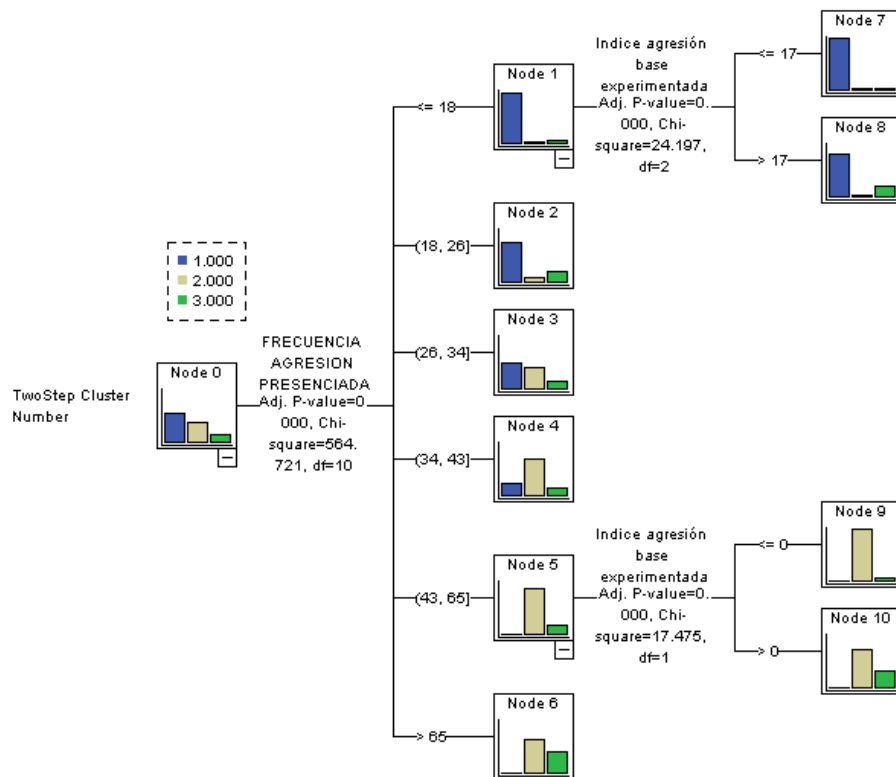 TwoStep Cluster
Number
1.000
2.000
3.000
Node 0
FRECUENCIA
AGRESION
PRESENCIADA
Adj. P-value=0.
000, Chi-
square=564.
721, df=10
<= 18
(18, 26]
(26, 34]
(34, 43]
(43, 65]
> 65
Node 1
Node 2
Node 3
Node 4
Node 5
Node 6
Indice agresión
base
experimentada
Adj. P-value=0.
000, Chi-
square=24.197,
df=2
<= 17
> 17
Node 7
Node 8
Indice agresión
base
experimentada
Adj. P-value=0.
000, Chi-
square=17.475,
df=1
<= 0
> 0
Node 9
Node 10